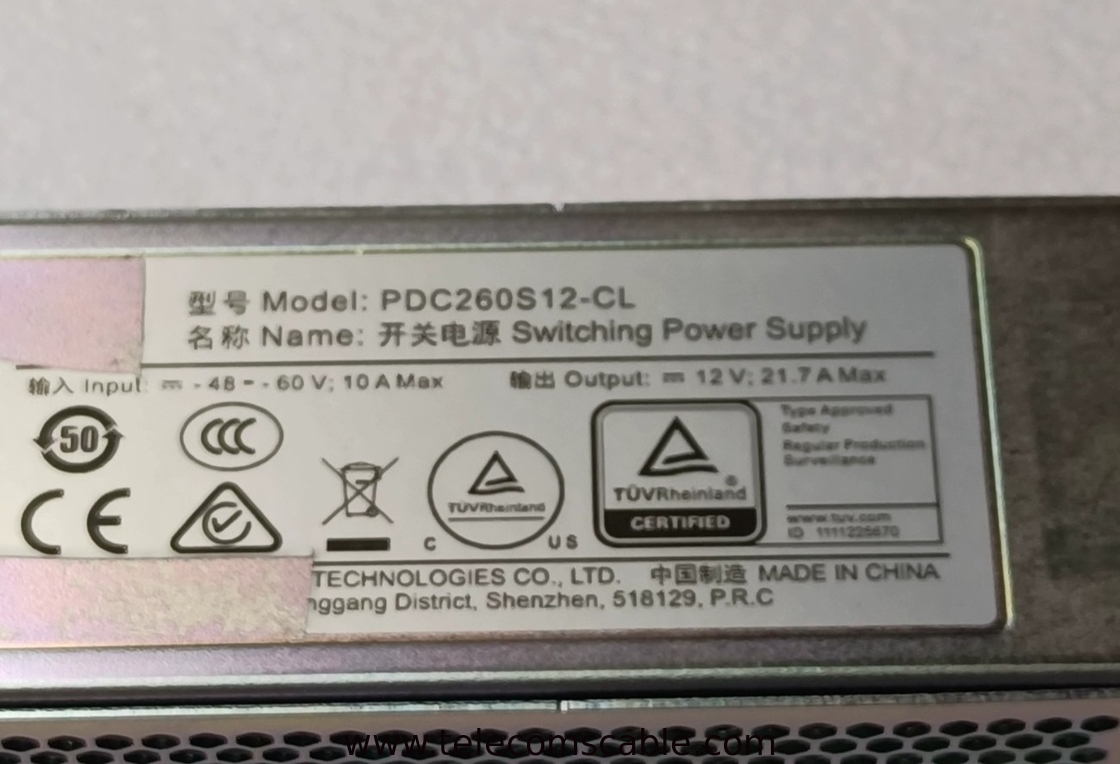 型号 Model: PDC260S12-CL
名称 Name: 开关电源 Switching Power Supply
输入 Input: ⎓ -48 - -60 V; 10 A Max 输出 Output: ⎓ 12 V; 21.7 A Max
50
CCC
CE
TÜVRheinland
C US
TÜVRheinland®
CERTIFIED
Type Approved
Safety
Regular Production
Surveillance
www.tuv.com
ID 1111225670
TECHNOLOGIES CO., LTD. 中国制造 MADE IN CHINA
nggang District, Shenzhen, 518129, P.R.C
www.telecomscable.com